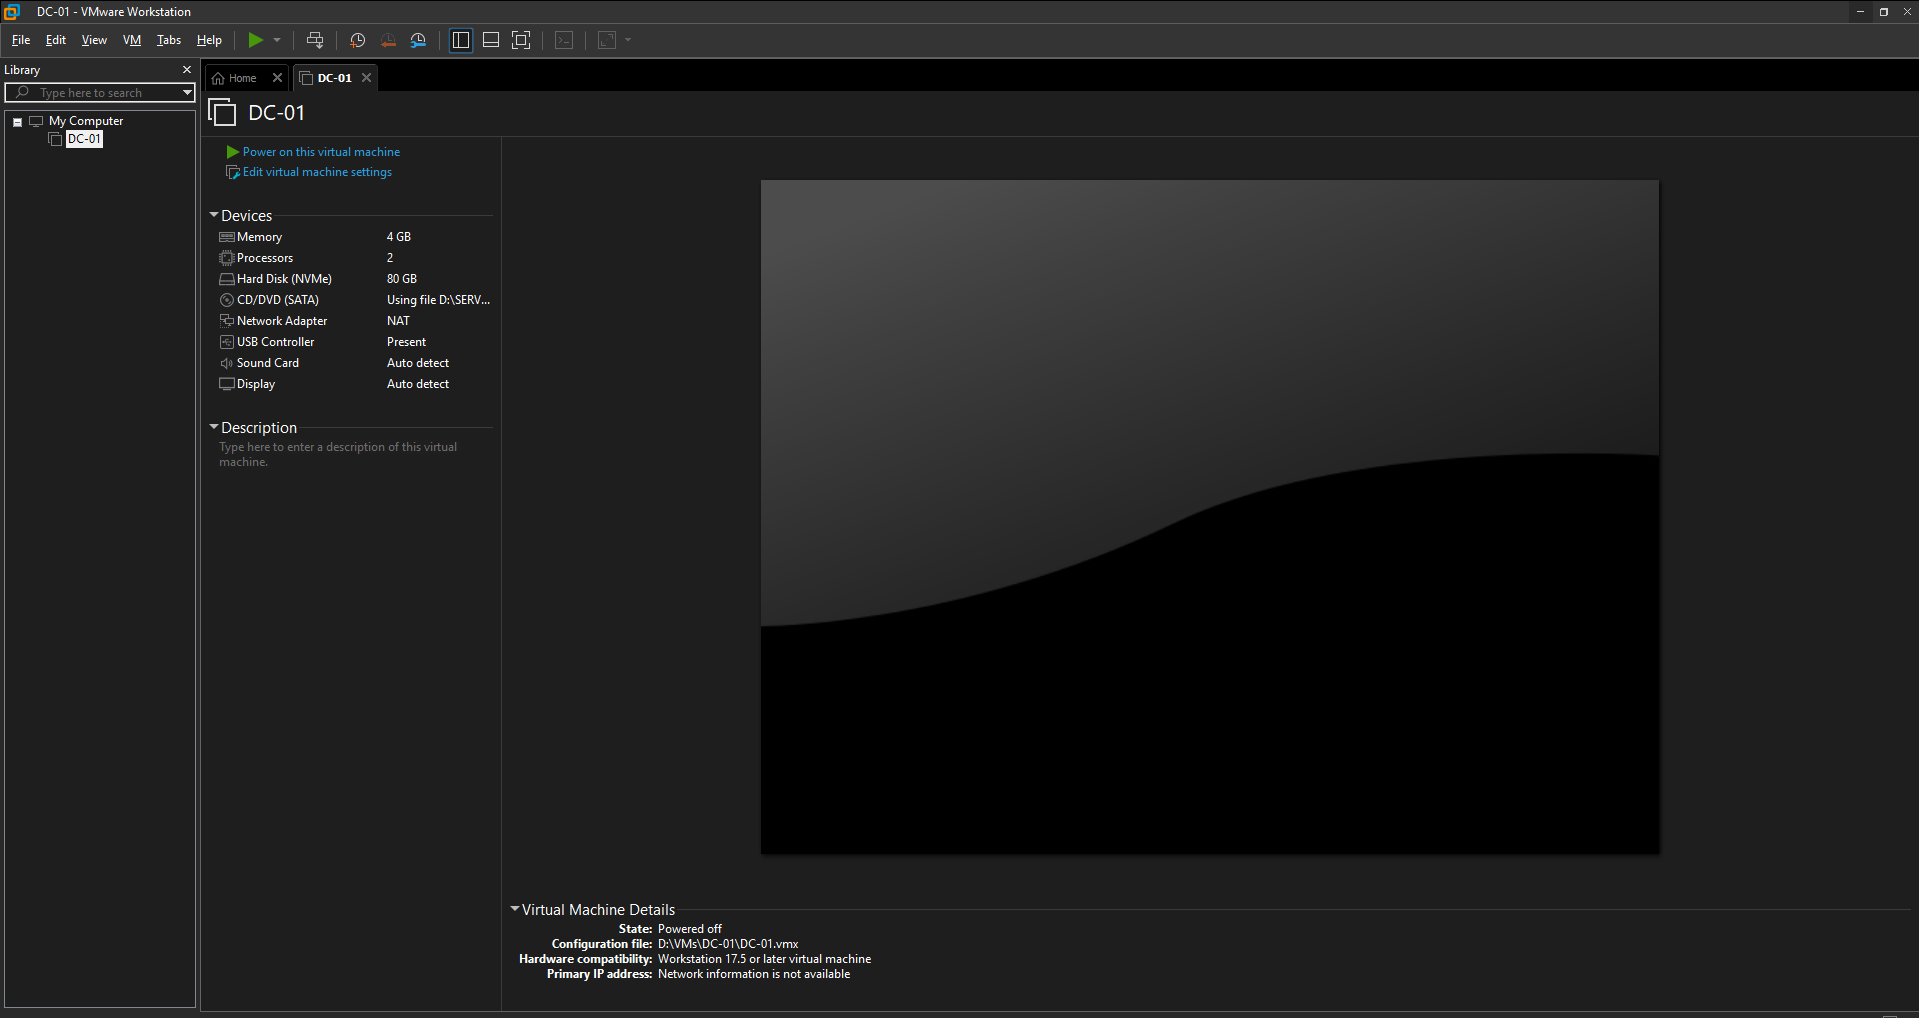 DC-01 - VMware Workstation
File Edit View VM Tabs Help
Library
Type here to search
My Computer
DC-01
Home
DC-01
DC-01
Power on this virtual machine
Edit virtual machine settings
Devices
Memory 4 GB
Processors 2
Hard Disk (NVMe) 80 GB
CD/DVD (SATA) Using file D:\SERV...
Network Adapter NAT
USB Controller Present
Sound Card Auto detect
Display Auto detect
Description
Type here to enter a description of this virtual
machine.
Virtual Machine Details
State: Powered off
Configuration file: D:\VMs\DC-01\DC-01.vmx
Hardware compatibility: Workstation 17.5 or later virtual machine
Primary IP address: Network information is not available